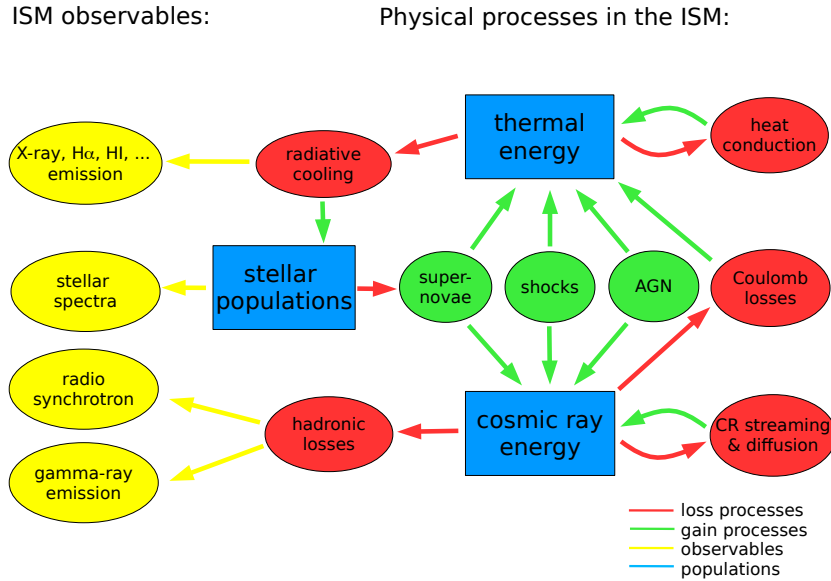 ISM observables:
Physical processes in the ISM:
thermal
energy
heat
conduction
X-ray, Hα, HI, ...
emission
radiative
cooling
stellar
spectra
stellar
populations
super-
novae
shocks
AGN
Coulomb
losses
radio
synchrotron
gamma-ray
emission
hadronic
losses
cosmic ray
energy
CR streaming
& diffusion
loss processes
gain processes
observables
populations